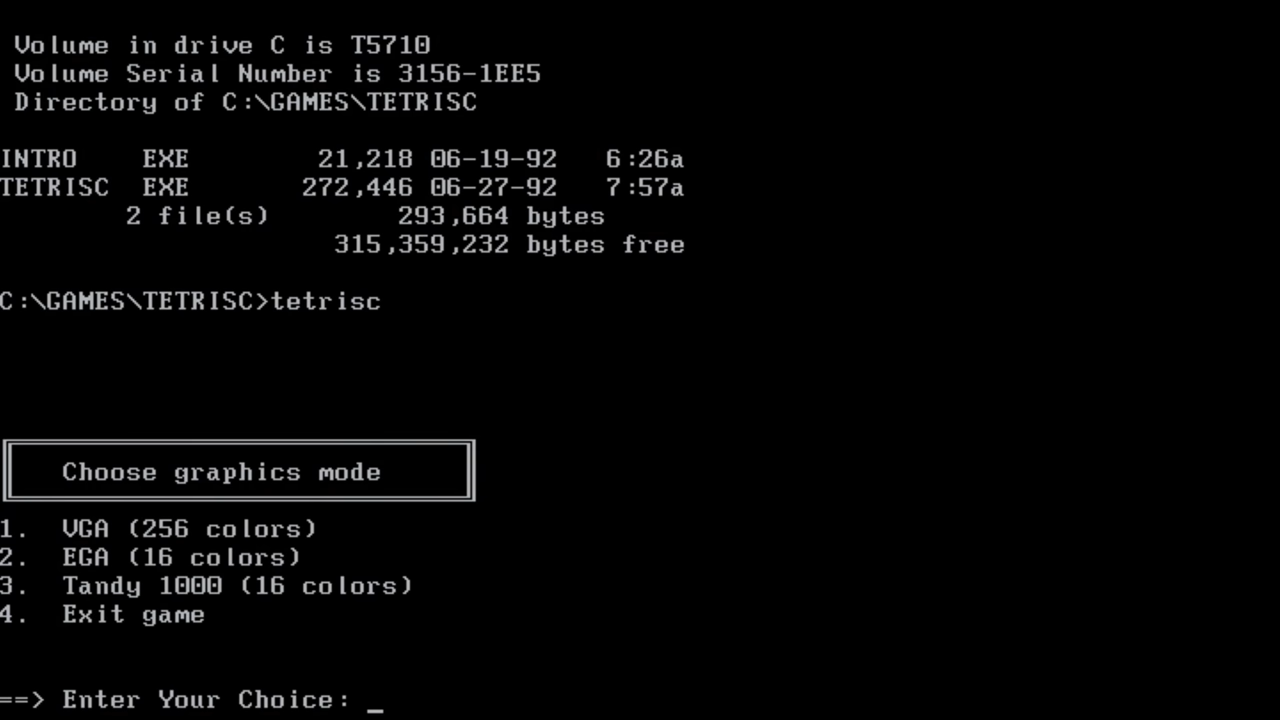 Volume in drive C is T5710
Volume Serial Number is 3156-1EE5
Directory of C:\GAMES\TETRISC
INTRO EXE 21,218 06-19-92 6:26a
TETRISC EXE 272,446 06-27-92 7:57a
2 file(s) 293,664 bytes
315,359,232 bytes free
C:\GAMES\TETRISC>tetrisc
Choose graphics mode
1. VGA (256 colors)
2. EGA (16 colors)
3. Tandy 1000 (16 colors)
4. Exit game
==> Enter Your Choice: _